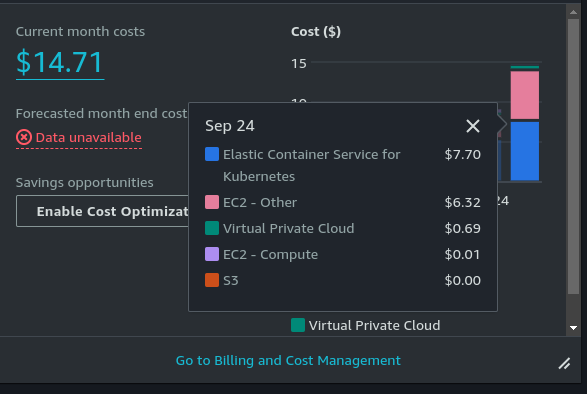 Current month costs
$14.71
Forecasted month end cost
Data unavailable
Savings opportunities
Enable Cost Optimizat
Cost ($)
15
10
Sep 24
Elastic Container Service for
Kubernetes
$7.70
EC2 - Other
$6.32
Virtual Private Cloud
$0.69
EC2 - Compute
$0.01
S3
$0.00
24
Virtual Private Cloud
Go to Billing and Cost Management